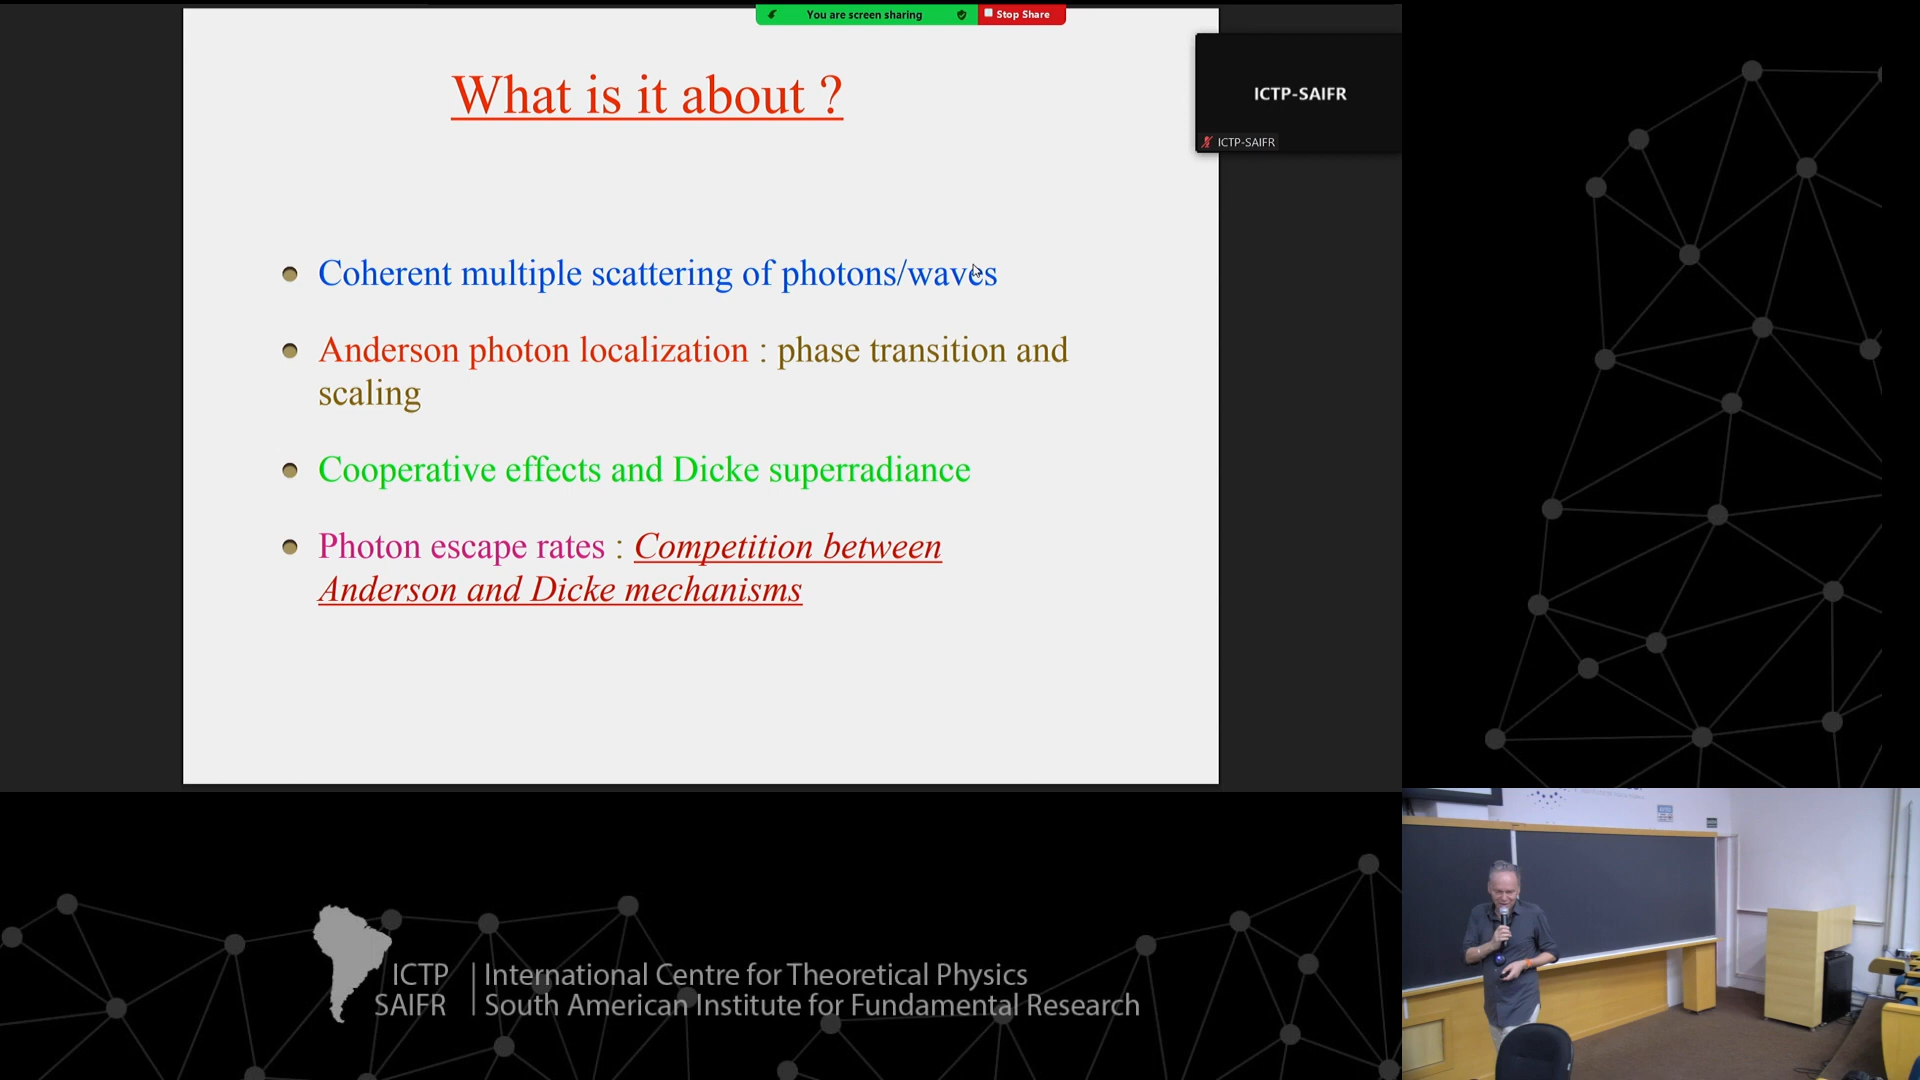 You are screen sharing
Stop Share
What is it about ?
ICTP-SAIFR
ICTP-SAIFR
Coherent multiple scattering of photons/waves
Anderson photon localization : phase transition and
scaling
Cooperative effects and Dicke superradiance
Photon escape rates : Competition between
Anderson and Dicke mechanisms
ICTP
SAIFR
International Centre for Theoretical Physics
South American Institute for Fundamental Research